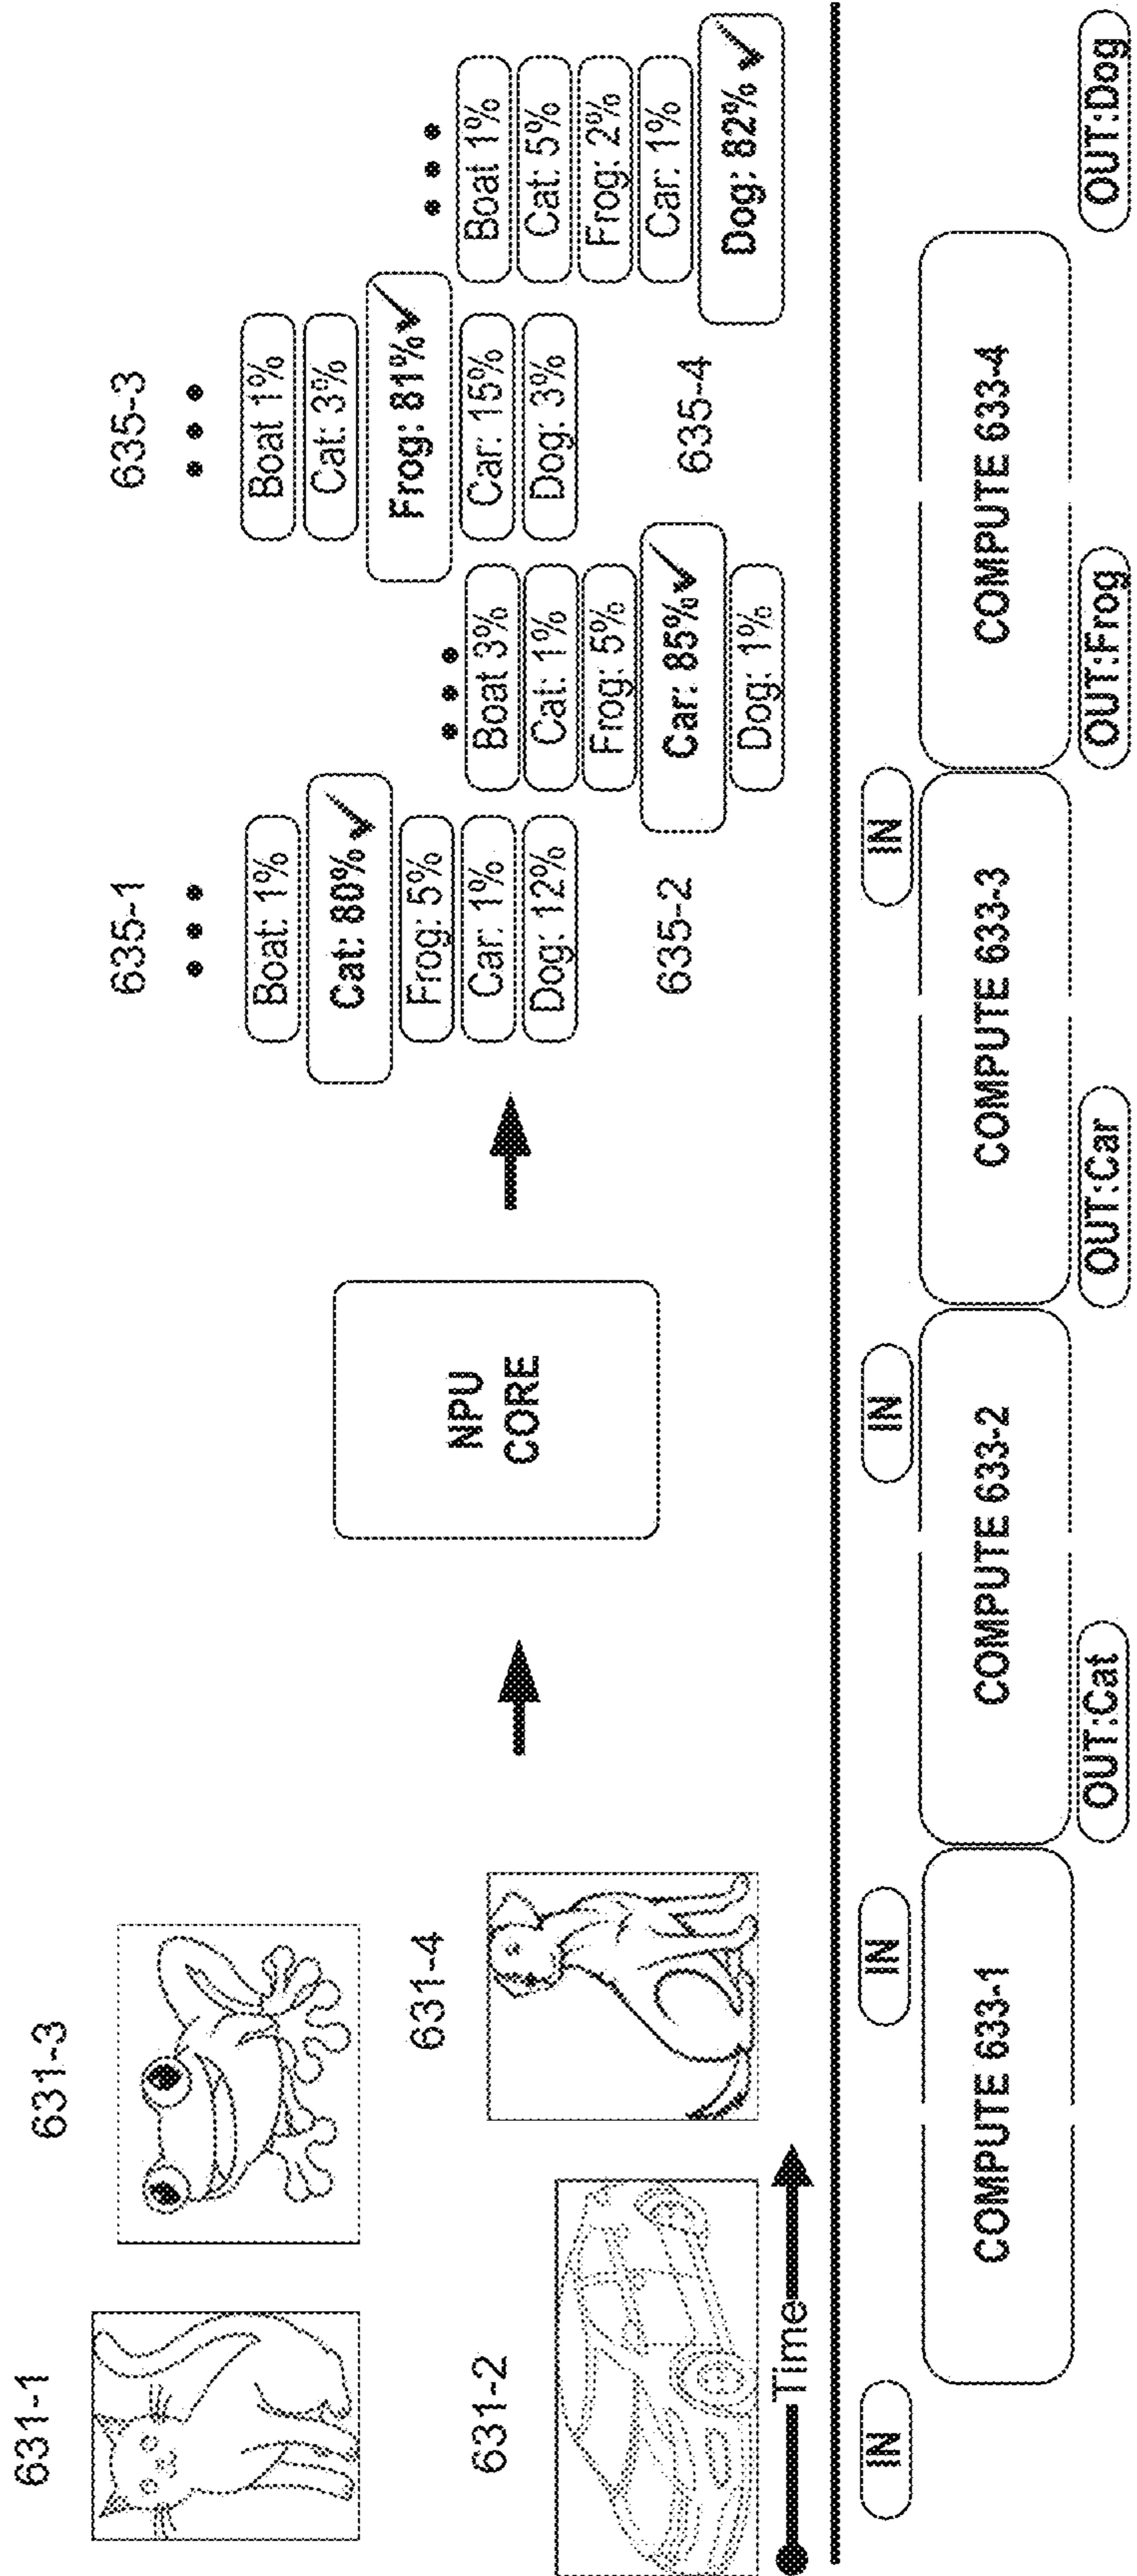 631-1
631-3
631-2
631-4
Time
NPU
CORE
635-1
Boat: 1%
Cat: 80%
Frog: 5%
Car: 1%
Dog: 12%
635-2
Boat 3%
Cat: 1%
Frog: 5%
Car: 85%
Dog: 1%
635-3
Boat 1%
Cat: 3%
Frog: 81%
Car: 15%
Dog: 3%
635-4
Boat 1%
Cat: 5%
Frog: 2%
Car: 1%
Dog: 82%
IN
IN
IN
IN
COMPUTE 633-1
COMPUTE 633-2
COMPUTE 633-3
COMPUTE 633-4
OUT:Cat
OUT:Car
OUT:Frog
OUT:Dog